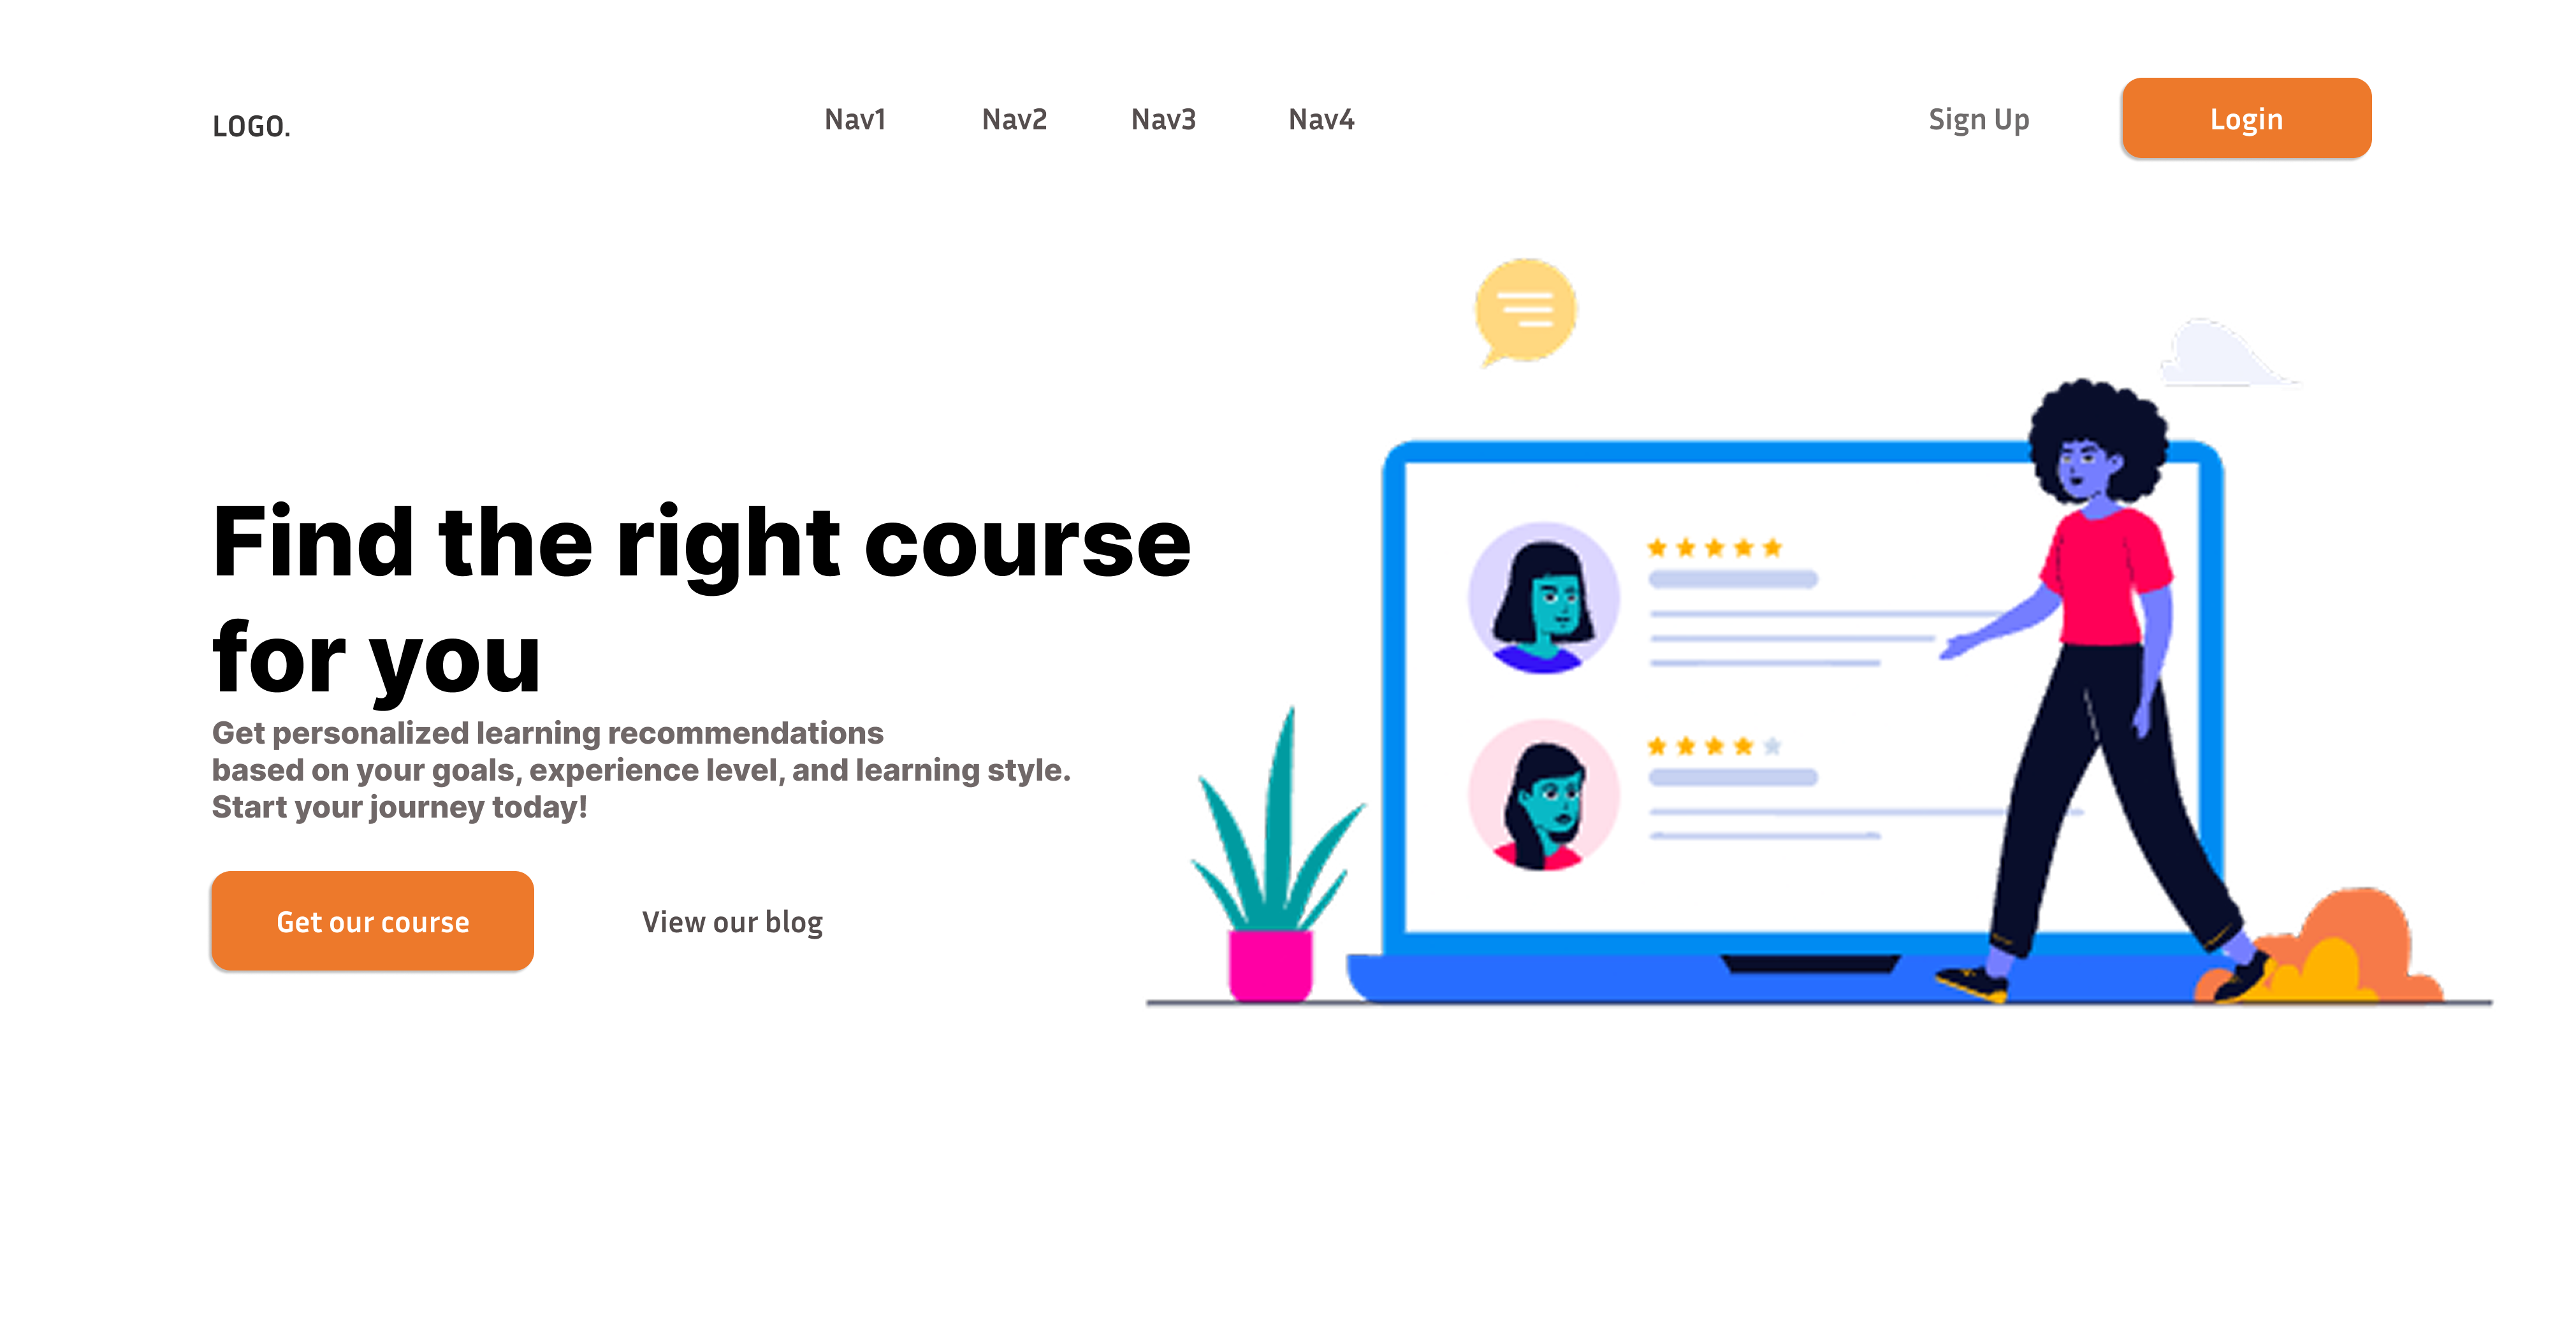 LOGO.
Nav1 Nav2 Nav3 Nav4
Sign Up
Login
Find the right course
for you
Get personalized learning recommendations
based on your goals, experience level, and learning style.
Start your journey today!
Get our course
View our blog